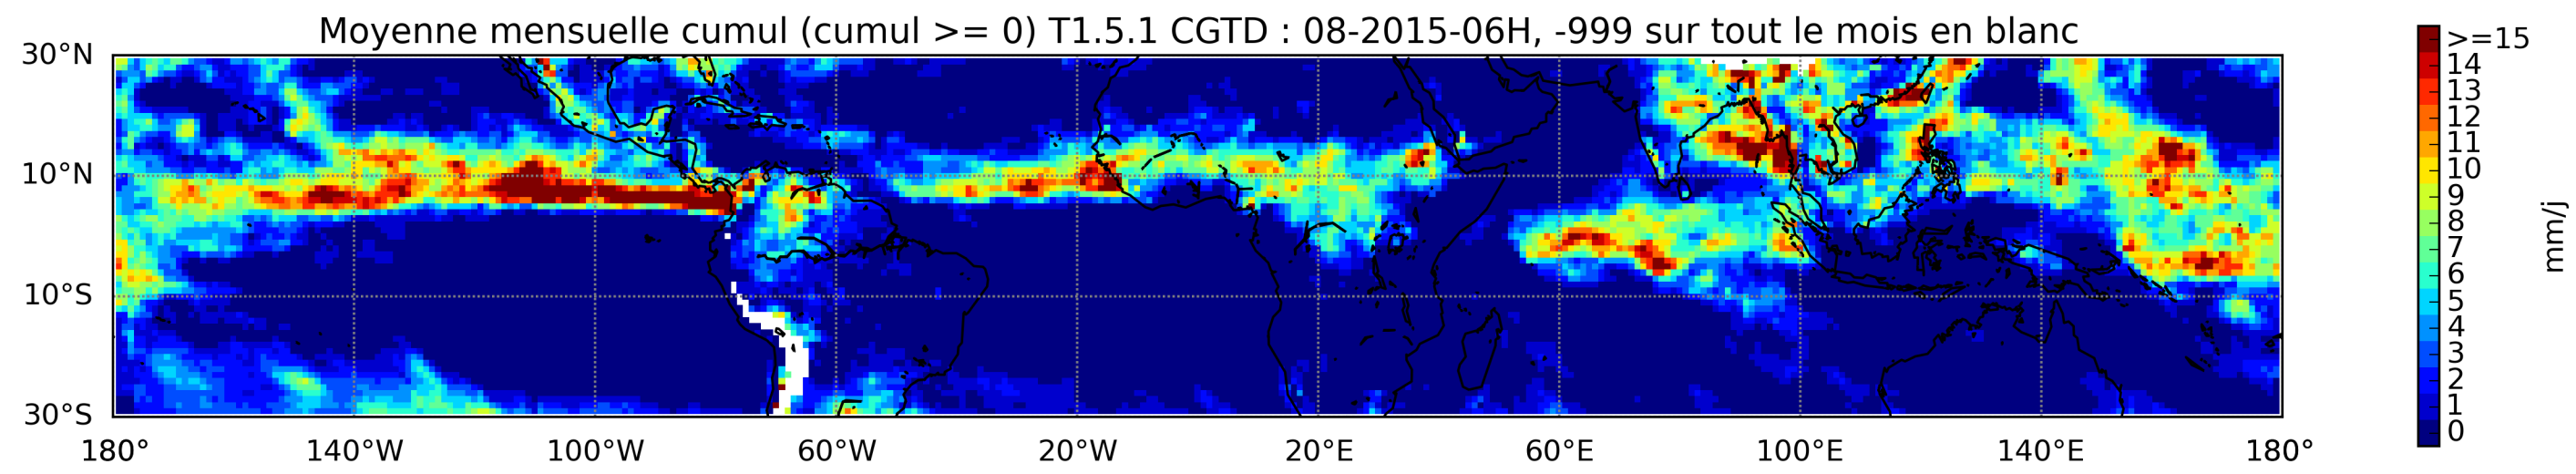 Moyenne mensuelle cumul (cumul >= 0) T1.5.1 CGTD : 08-2015-06H, -999 sur tout le mois en blanc
30°N
10°N
10°S
30°S
180°
140°W
100°W
60°W
20°W
20°E
60°E
100°E
140°E
180°
>=15
14
13
12
11
10
9
8
7
6
5
4
3
2
1
0
mm/j